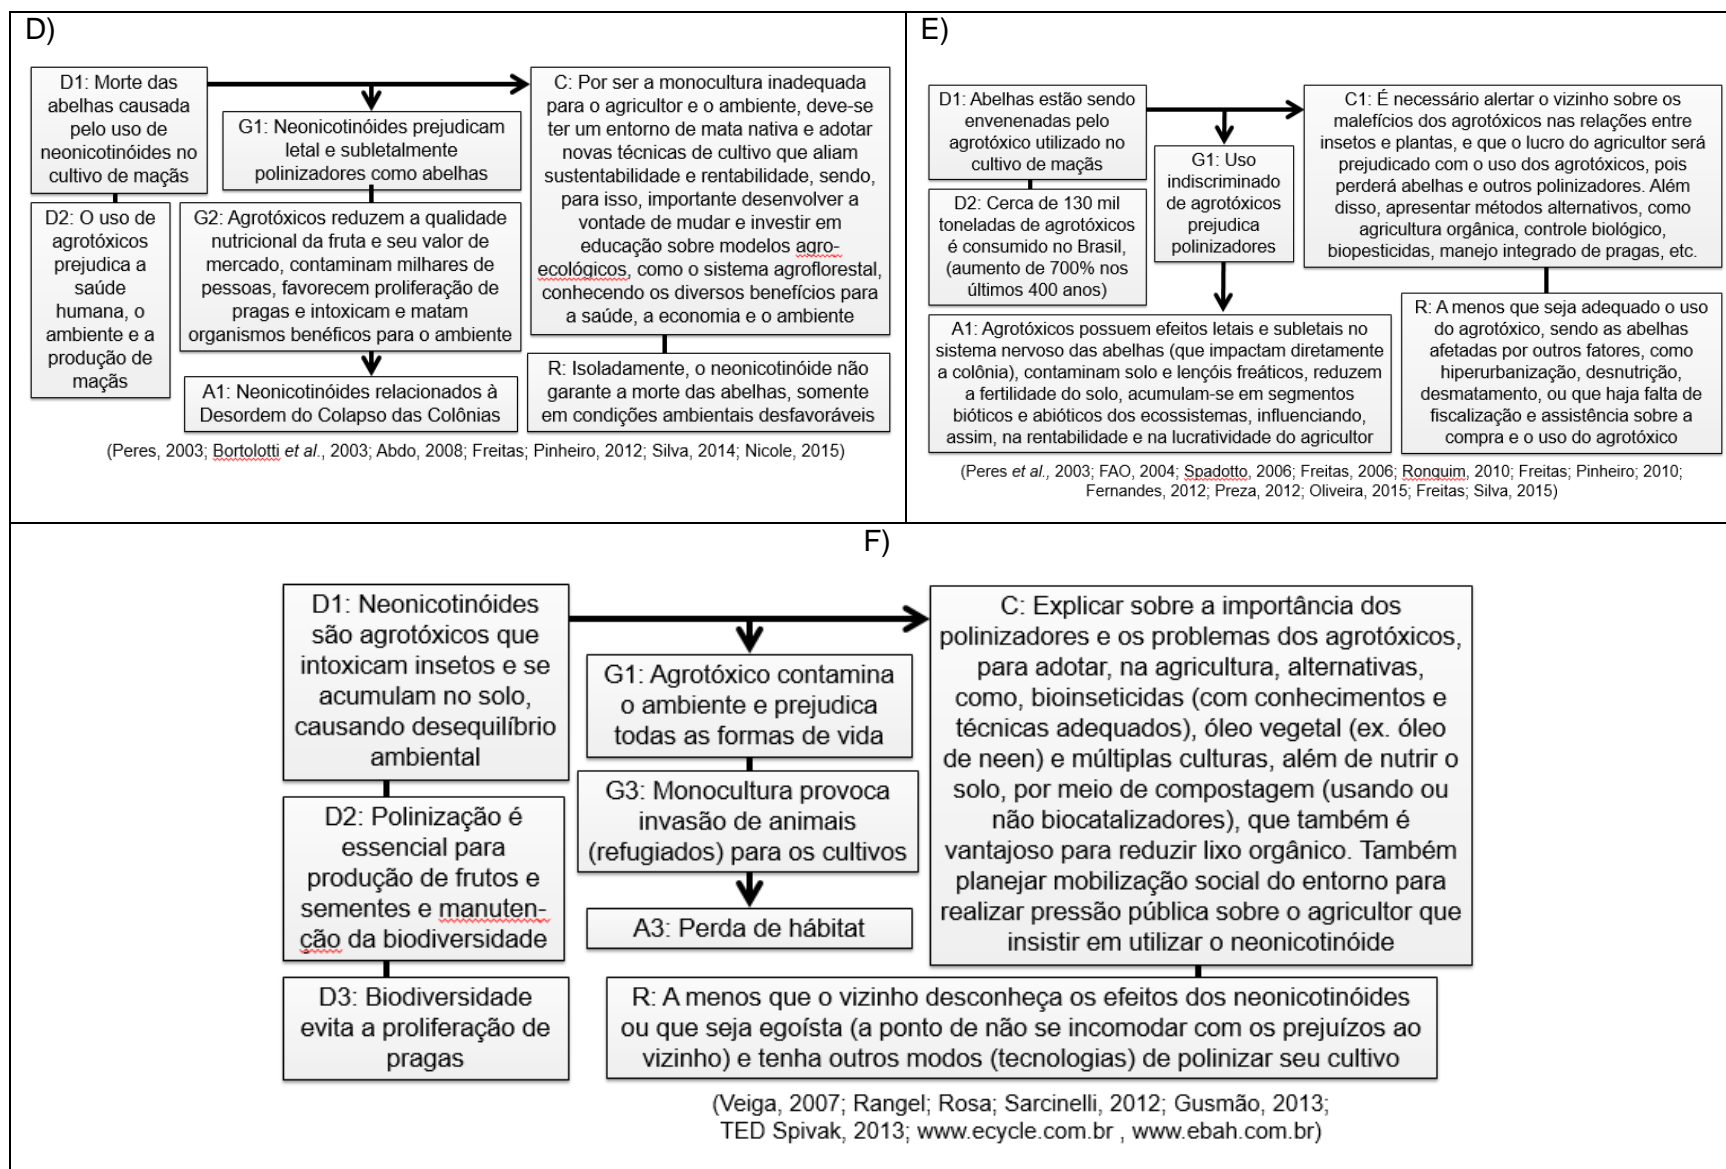 D)
D1: Morte das
abelhas causada
pelo uso de
neonicotinóides no
cultivo de maçãs
D2: O uso de
agrotóxicos
prejudica a
saúde
humana, o
ambiente e a
produção de
maçãs
G1: Neonicotinóides prejudicam
letal e subletalmente
polinizadores como abelhas
G2: Agrotóxicos reduzem a qualidade
nutricional da fruta e seu valor de
mercado, contaminam milhares de
pessoas, favorecem proliferação de
pragas e intoxicam e matam
organismos benéficos para o ambiente
A1: Neonicotinóides relacionados à
Desordem do Colapso das Colônias
C: Por ser a monocultura inadequada
para o agricultor e o ambiente, deve-se
ter um entorno de mata nativa e adotar
novas técnicas de cultivo que aliam
sustentabilidade e rentabilidade, sendo,
para isso, importante desenvolver a
vontade de mudar e investir em
educação sobre modelos agro-
ecológicos, como o sistema agroflorestal,
conhecendo os diversos benefícios para
a saúde, a economia e o ambiente
R: Isoladamente, o neonicotinóide não
garante a morte das abelhas, somente
em condições ambientais desfavoráveis
(Peres, 2003; Bortolotti et al., 2003; Abdo, 2008; Freitas; Pinheiro, 2012; Silva, 2014; Nicole, 2015)
E)
D1: Abelhas estão sendo
envenenadas pelo
agrotóxico utilizado no
cultivo de maçãs
D2: Cerca de 130 mil
toneladas de agrotóxicos
é consumido no Brasil,
(aumento de 700% nos
últimos 400 anos)
G1: Uso
indiscriminado
de agrotóxicos
prejudica
polinizadores
A1: Agrotóxicos possuem efeitos letais e subletais no
sistema nervoso das abelhas (que impactam diretamente
a colônia), contaminam solo e lençóis freáticos, reduzem
a fertilidade do solo, acumulam-se em segmentos
bióticos e abióticos dos ecossistemas, influenciando,
assim, na rentabilidade e na lucratividade do agricultor
C1: É necessário alertar o vizinho sobre os
malefícios dos agrotóxicos nas relações entre
insetos e plantas, e que o lucro do agricultor será
prejudicado com o uso dos agrotóxicos, pois
perderá abelhas e outros polinizadores. Além
disso, apresentar métodos alternativos, como
agricultura orgânica, controle biológico,
biopesticidas, manejo integrado de pragas, etc.
R: A menos que seja adequado o uso
do agrotóxico, sendo as abelhas
afetadas por outros fatores, como
hiperurbanização, desnutrição,
desmatamento, ou que haja falta de
fiscalização e assistência sobre a
compra e o uso do agrotóxico
(Peres et al., 2003; FAO, 2004; Spadotto, 2006; Freitas, 2006; Ronquim, 2010; Freitas; Pinheiro; 2010;
Fernandes, 2012; Preza, 2012; Oliveira, 2015; Freitas; Silva, 2015)
F)
D1: Neonicotinóides
são agrotóxicos que
intoxicam insetos e se
acumulam no solo,
causando desequilíbrio
ambiental
D2: Polinização é
essencial para
produção de frutos e
sementes e manuten-
ção da biodiversidade
D3: Biodiversidade
evita a proliferação de
pragas
G1: Agrotóxico contamina
o ambiente e prejudica
todas as formas de vida
G3: Monocultura provoca
invasão de animais
(refugiados) para os cultivos
A3: Perda de hábitat
C: Explicar sobre a importância dos
polinizadores e os problemas dos agrotóxicos,
para adotar, na agricultura, alternativas,
como, bioinseticidas (com conhecimentos e
técnicas adequados), óleo vegetal (ex. óleo
de neen) e múltiplas culturas, além de nutrir o
solo, por meio de compostagem (usando ou
não biocatalizadores), que também é
vantajoso para reduzir lixo orgânico. Também
planejar mobilização social do entorno para
realizar pressão pública sobre o agricultor que
insistir em utilizar o neonicotinóide
R: A menos que o vizinho desconheça os efeitos dos neonicotinóides
ou que seja egoísta (a ponto de não se incomodar com os prejuízos ao
vizinho) e tenha outros modos (tecnologias) de polinizar seu cultivo
(Veiga, 2007; Rangel; Rosa; Sarcinelli, 2012; Gusmão, 2013;
TED Spivak, 2013; www.ecycle.com.br , www.ebah.com.br)